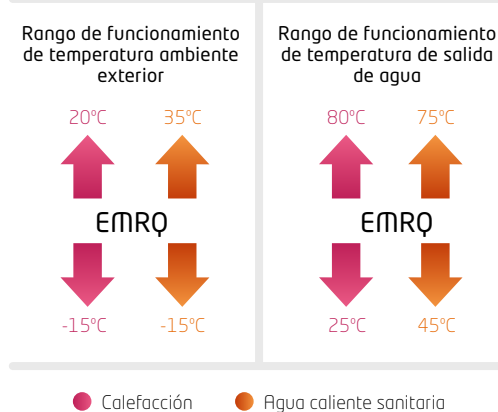 Rango de funcionamiento
de temperatura ambiente
exterior
20ºC 35ºC
EMRQ
-15ºC -15ºC
Rango de funcionamiento
de temperatura de salida
de agua
80ºC 75ºC
EMRQ
25ºC 45ºC
Calefacción Agua caliente sanitaria